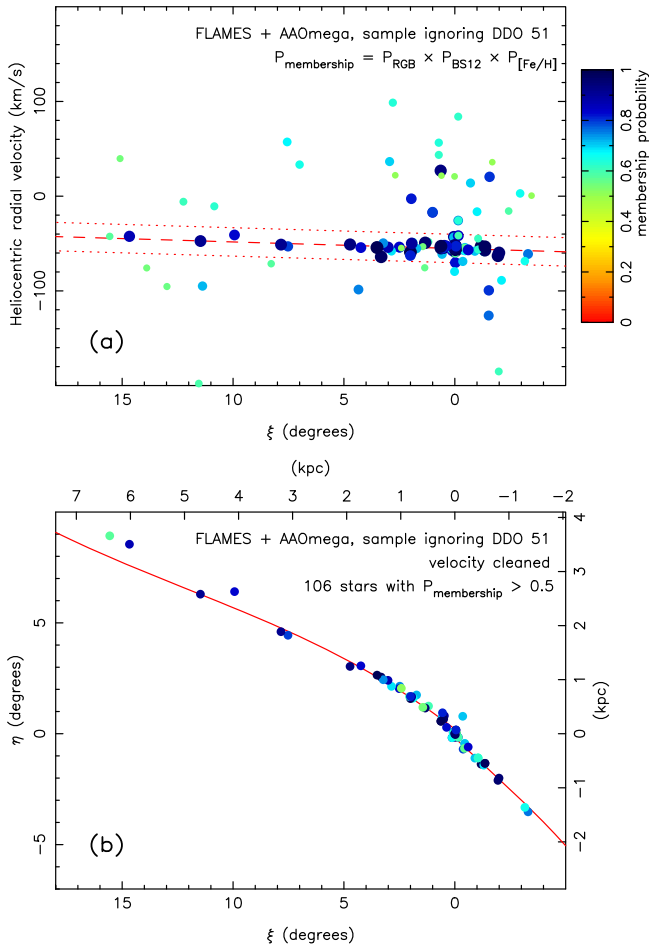 FLAMES + AAOmega, sample ignoring DDO 51
P_membership = P_RGB × P_BS12 × P_[Fe/H]
Heliocentric radial velocity (km/s)
100
0
−100
(a)
15
10
5
0
ξ (degrees)
membership probability
0
0.2
0.4
0.6
0.8
1
(kpc)
7
6
5
4
3
2
1
0
−1
−2
FLAMES + AAOmega, sample ignoring DDO 51
velocity cleaned
106 stars with P_membership > 0.5
η (degrees)
5
0
−5
(kpc)
4
3
2
1
0
−1
−2
(b)
15
10
5
0
ξ (degrees)